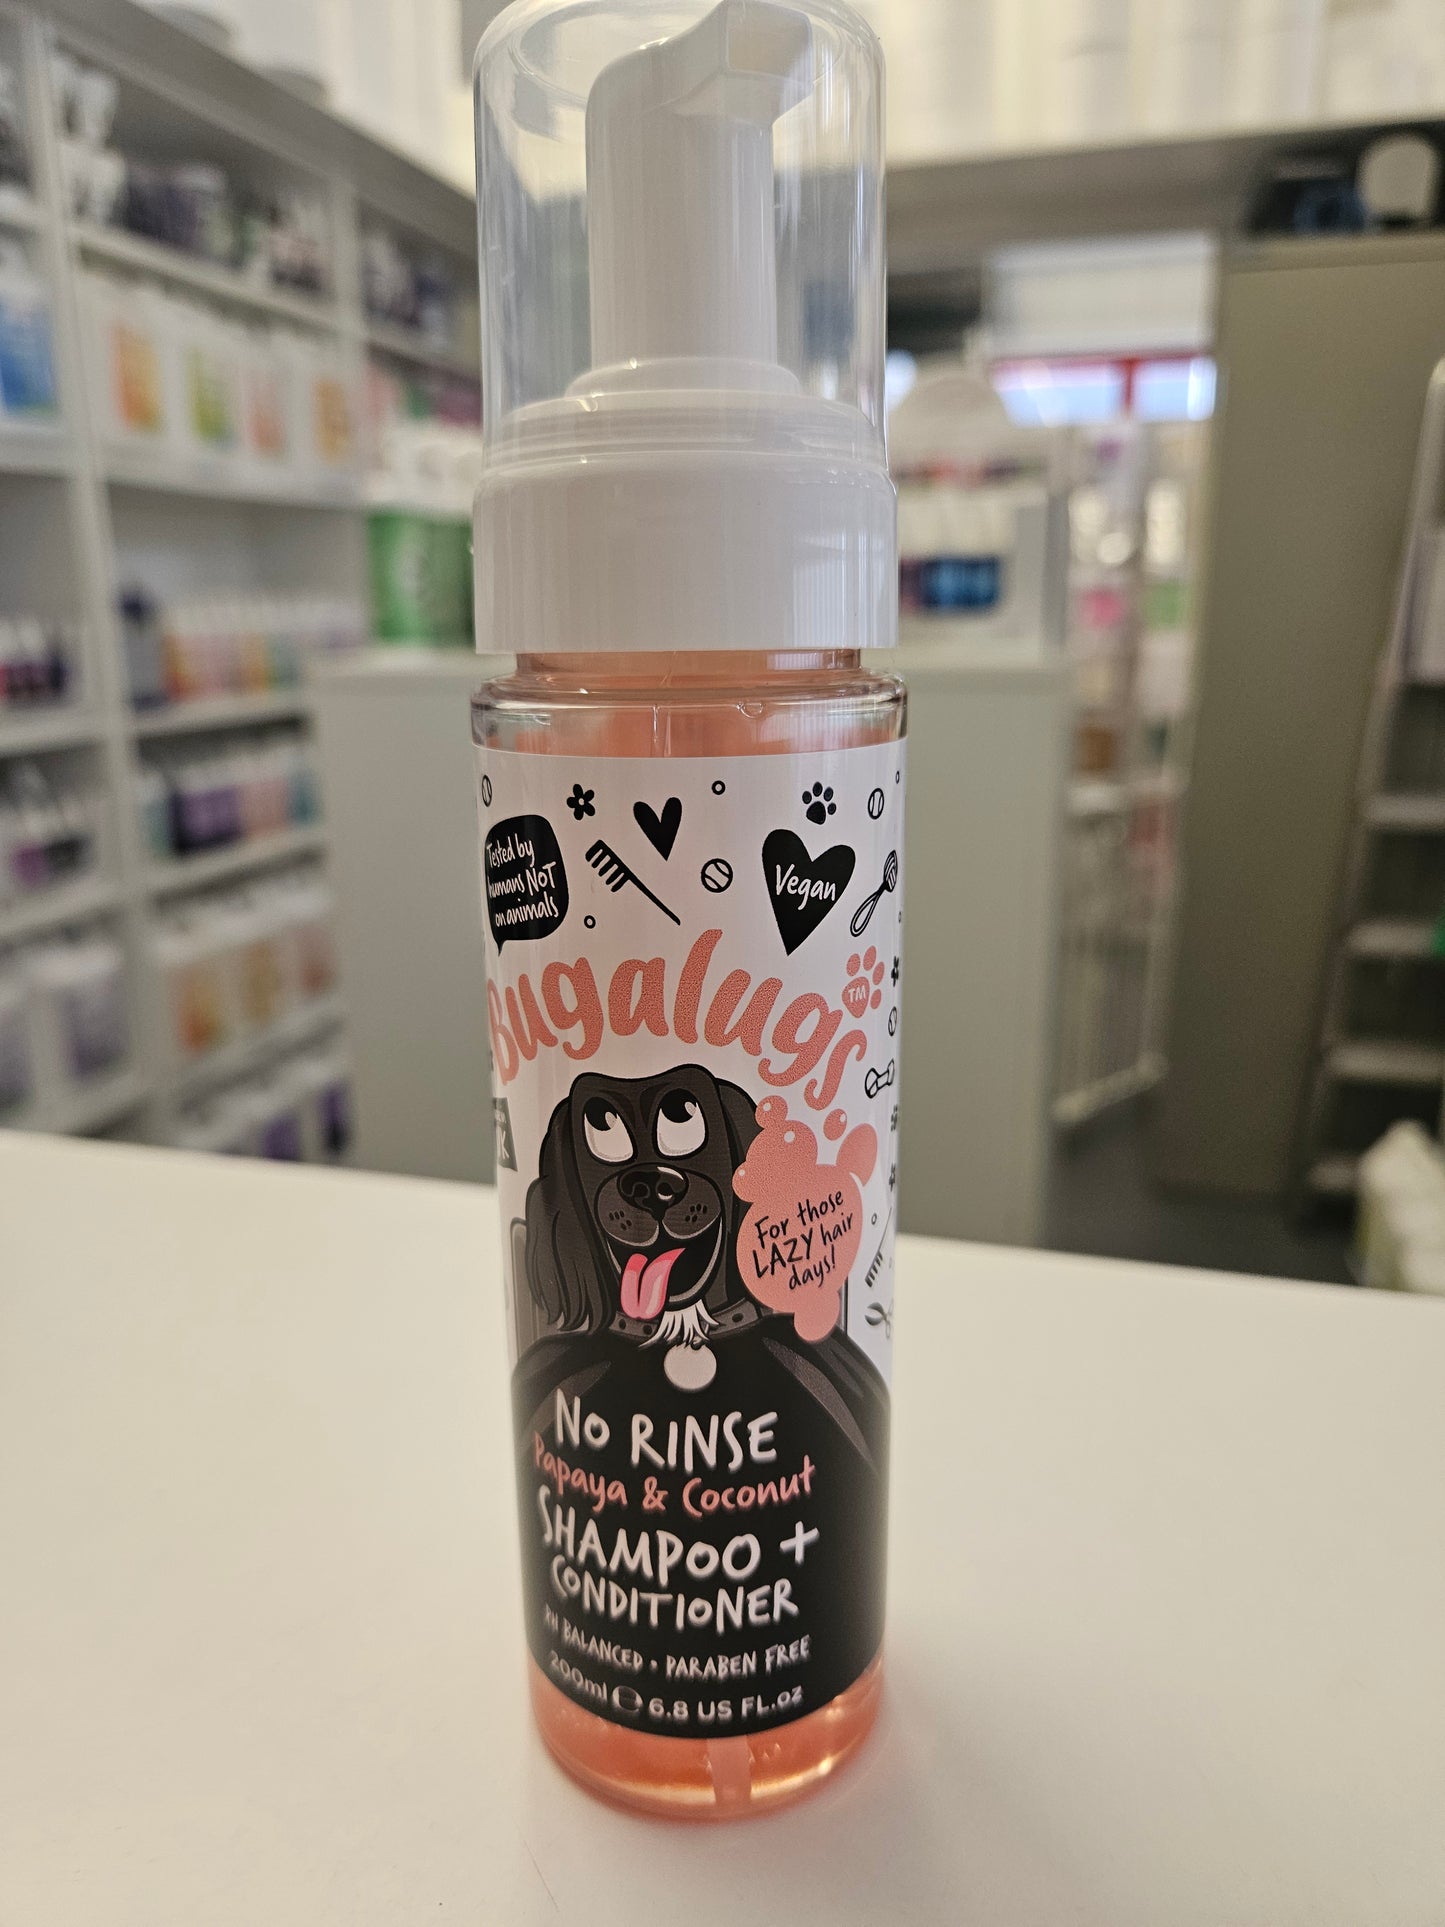 Tested by
humans NOT
on animals
Vegan
Bugalugs
TM
For those
LAZY hair
days!
No RINSE
Papaya & Coconut
SHAMPOO +
CONDITIONER
PH BALANCED • PARABEN FREE
200ml ℮ 6.8 US FL.oz